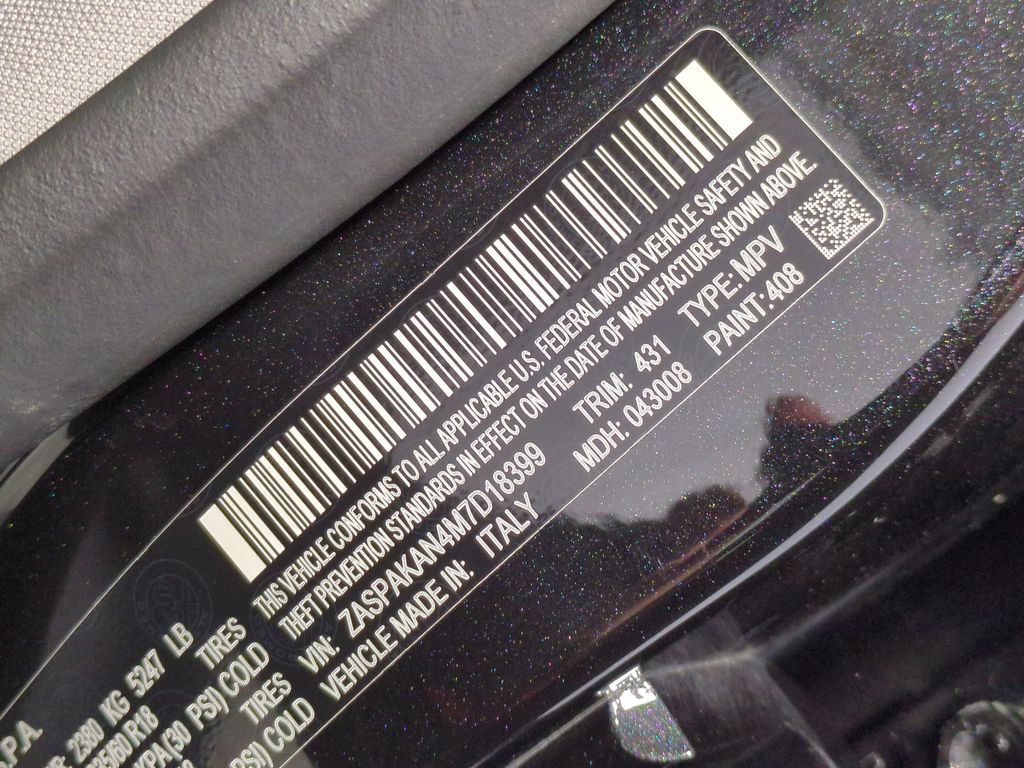 THIS VEHICLE CONFORMS TO ALL APPLICABLE U.S. FEDERAL MOTOR VEHICLE SAFETY AND
THEFT PREVENTION STANDARDS IN EFFECT ON THE DATE OF MANUFACTURE SHOWN ABOVE.
VIN: ZASPAKAN4M7D18399 TRIM: 431 TYPE: MPV
VEHICLE MADE IN: ITALY MDH: 043008 PAINT: 408
.P.A.
2380 KG 5247 LB
TIRES
R18
(30 PSI) COLD
TIRES
PSI) COLD